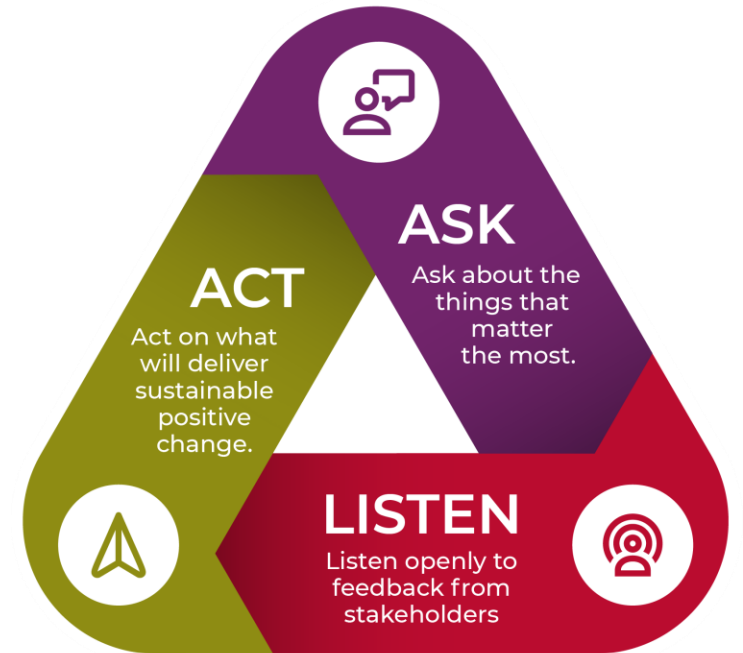 ASK
Ask about the
things that
matter
the most.
ACT
Act on what
will deliver
sustainable
positive
change.
LISTEN
Listen openly to
feedback from
stakeholders